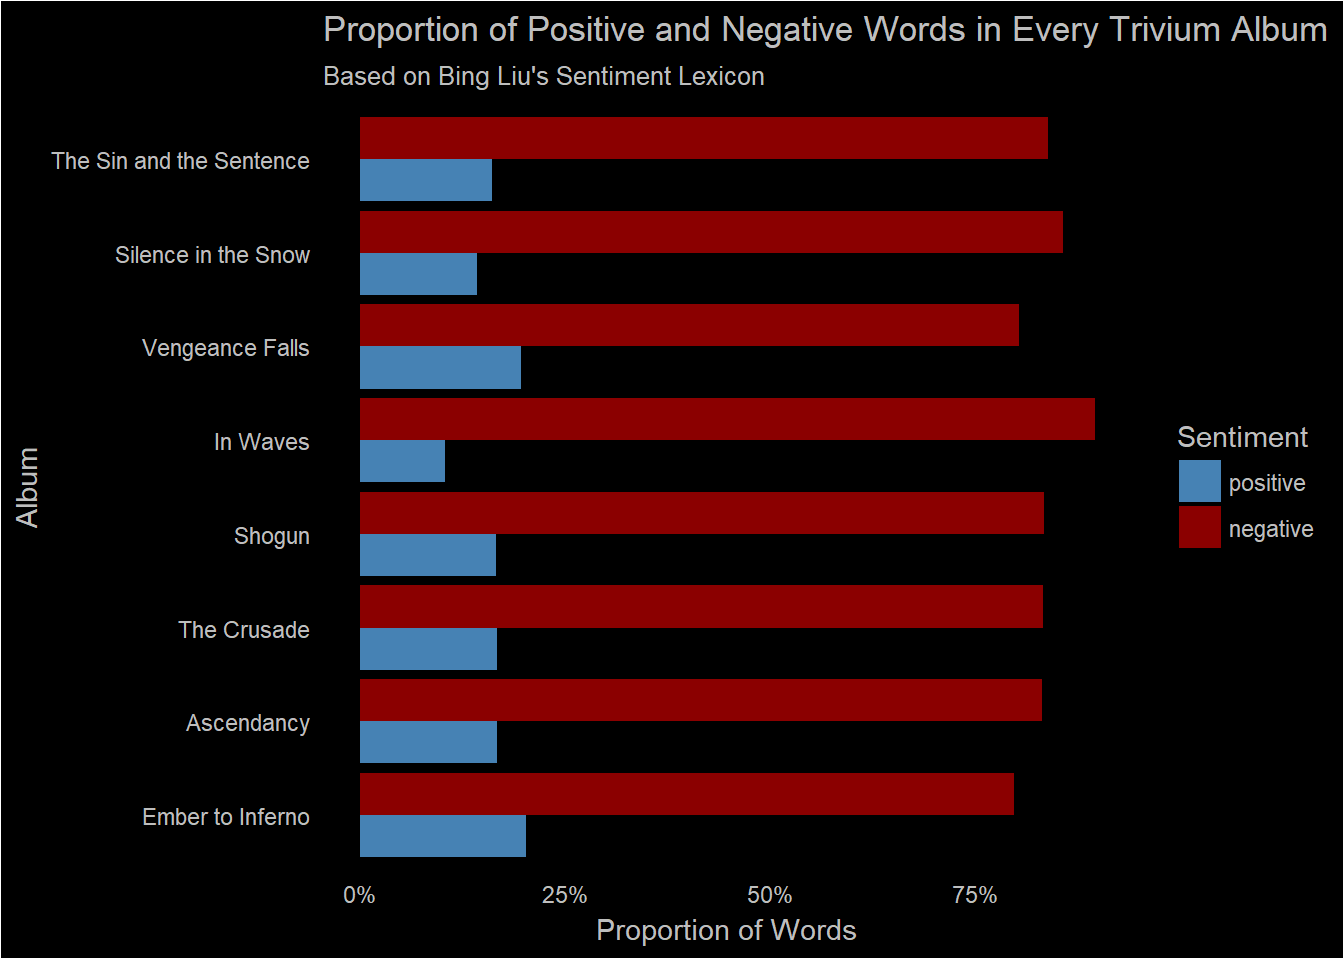 Proportion of Positive and Negative Words in Every Trivium Album
Based on Bing Liu's Sentiment Lexicon
The Sin and the Sentence
Silence in the Snow
Vengeance Falls
In Waves
Shogun
The Crusade
Ascendancy
Ember to Inferno
Album
0% 25% 50% 75%
Proportion of Words
Sentiment
positive
negative